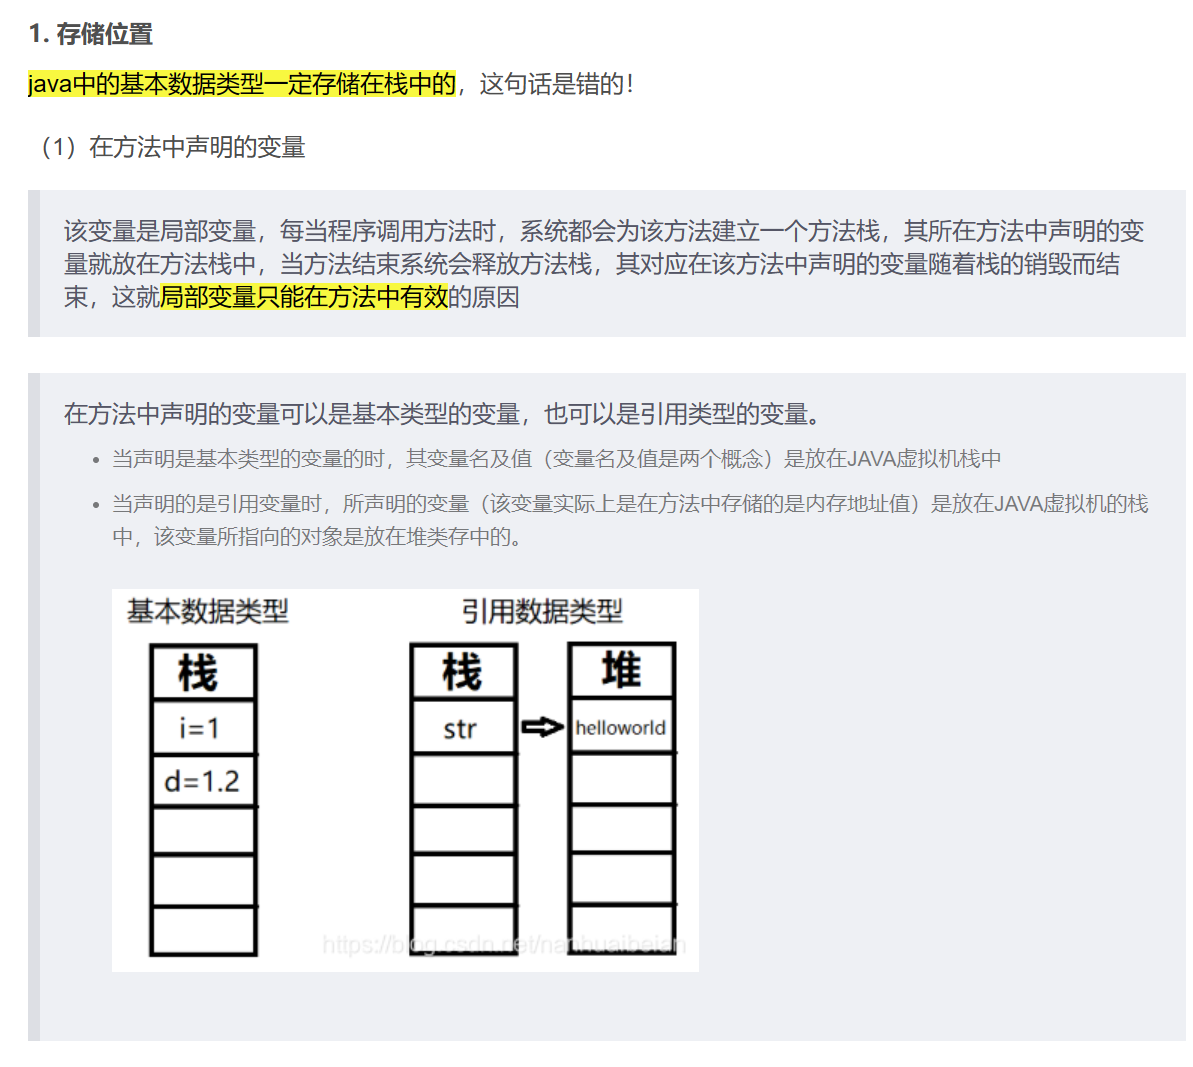 1. 存储位置
java中的基本数据类型一定存储在栈中的，这句话是错的！
（1）在方法中声明的变量
该变量是局部变量，每当程序调用方法时，系统都会为该方法建立一个方法栈，其所在方法中声明的变
量就放在方法栈中，当方法结束系统会释放方法栈，其对应在该方法中声明的变量随着栈的销毁而结
束，这就局部变量只能在方法中有效的原因
在方法中声明的变量可以是基本类型的变量，也可以是引用类型的变量。
• 当声明是基本类型的变量的时，其变量名及值（变量名及值是两个概念）是放在JAVA虚拟机栈中
• 当声明的是引用变量时，所声明的变量（该变量实际上是在方法中存储的是内存地址值）是放在JAVA虚拟机的栈
中，该变量所指向的对象是放在堆类存中的。
基本数据类型
栈
i=1
d=1.2
引用数据类型
栈
str
堆
helloworld
https://blog.csdn.net/nanhuaibeian